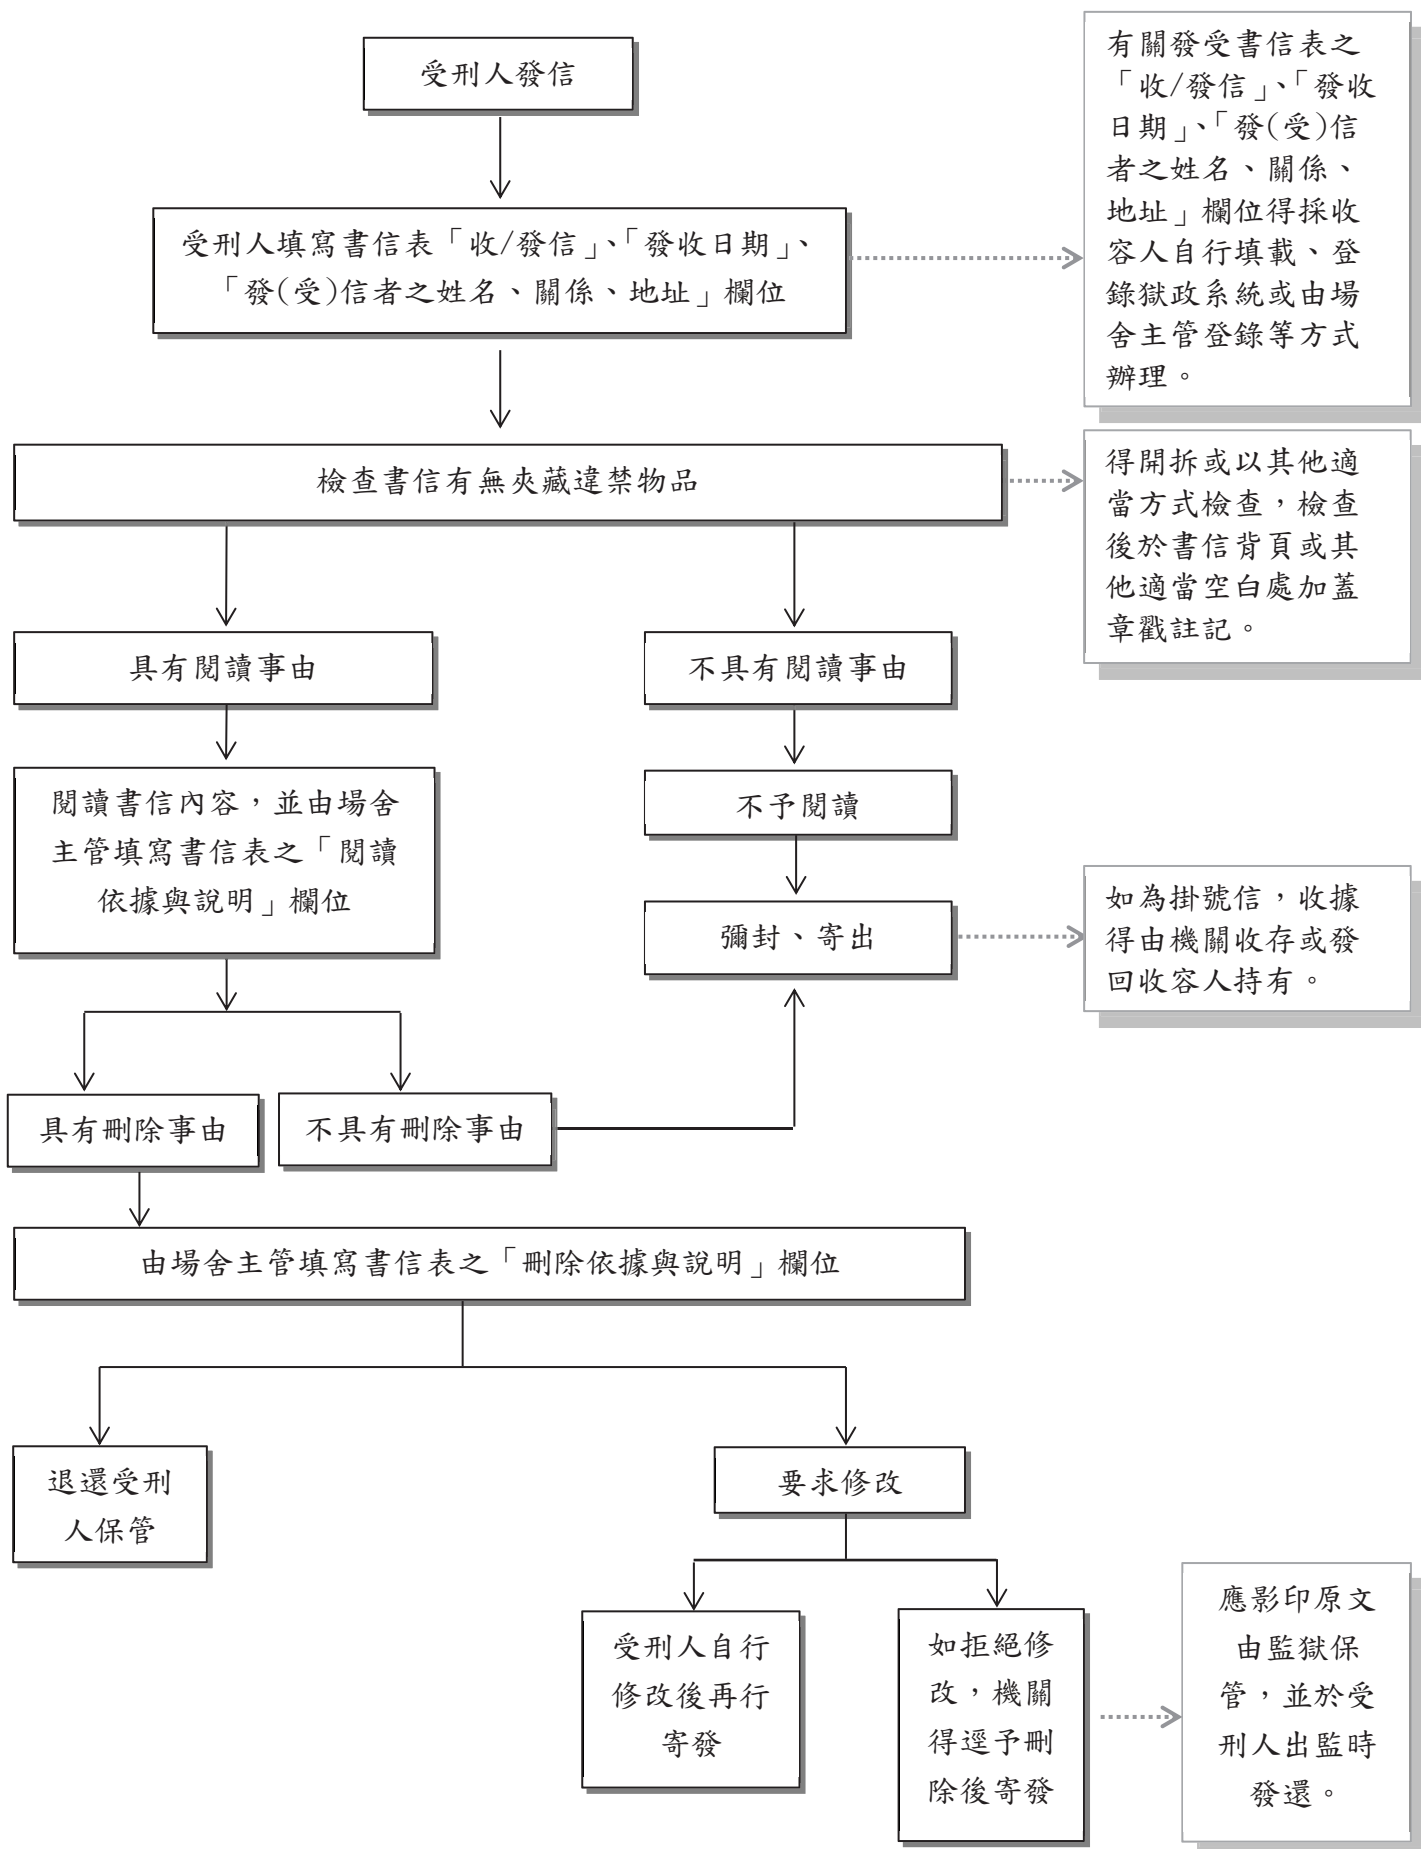 受刑人發信
有關發受書信表之
「收/發信」、「發收
日期」、「發(受)信
者之姓名、關係、
地址」欄位得採收
容人自行填載、登
錄獄政系統或由場
舍主管登錄等方式
辦理。
受刑人填寫書信表「收/發信」、「發收日期」、
「發(受)信者之姓名、關係、地址」欄位
檢查書信有無夾藏違禁物品
得開拆或以其他適
當方式檢查，檢查
後於書信背頁或其
他適當空白處加蓋
章戳註記。
具有閱讀事由
不具有閱讀事由
閱讀書信內容，並由場舍
主管填寫書信表之「閱讀
依據與說明」欄位
不予閱讀
彌封、寄出
如為掛號信，收據
得由機關收存或發
回收容人持有。
具有刪除事由
不具有刪除事由
由場舍主管填寫書信表之「刪除依據與說明」欄位
退還受刑
人保管
要求修改
受刑人自行
修改後再行
寄發
如拒絕修
改，機關
得逕予刪
除後寄發
應影印原文
由監獄保
管，並於受
刑人出監時
發還。